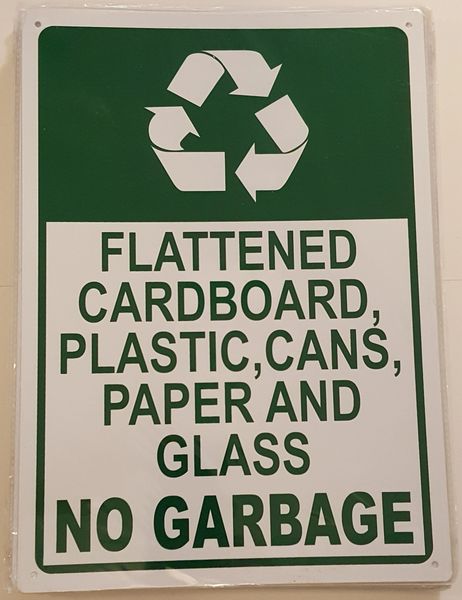 FLATTENED
CARDBOARD,
PLASTIC,CANS,
PAPER AND
GLASS
NO GARBAGE